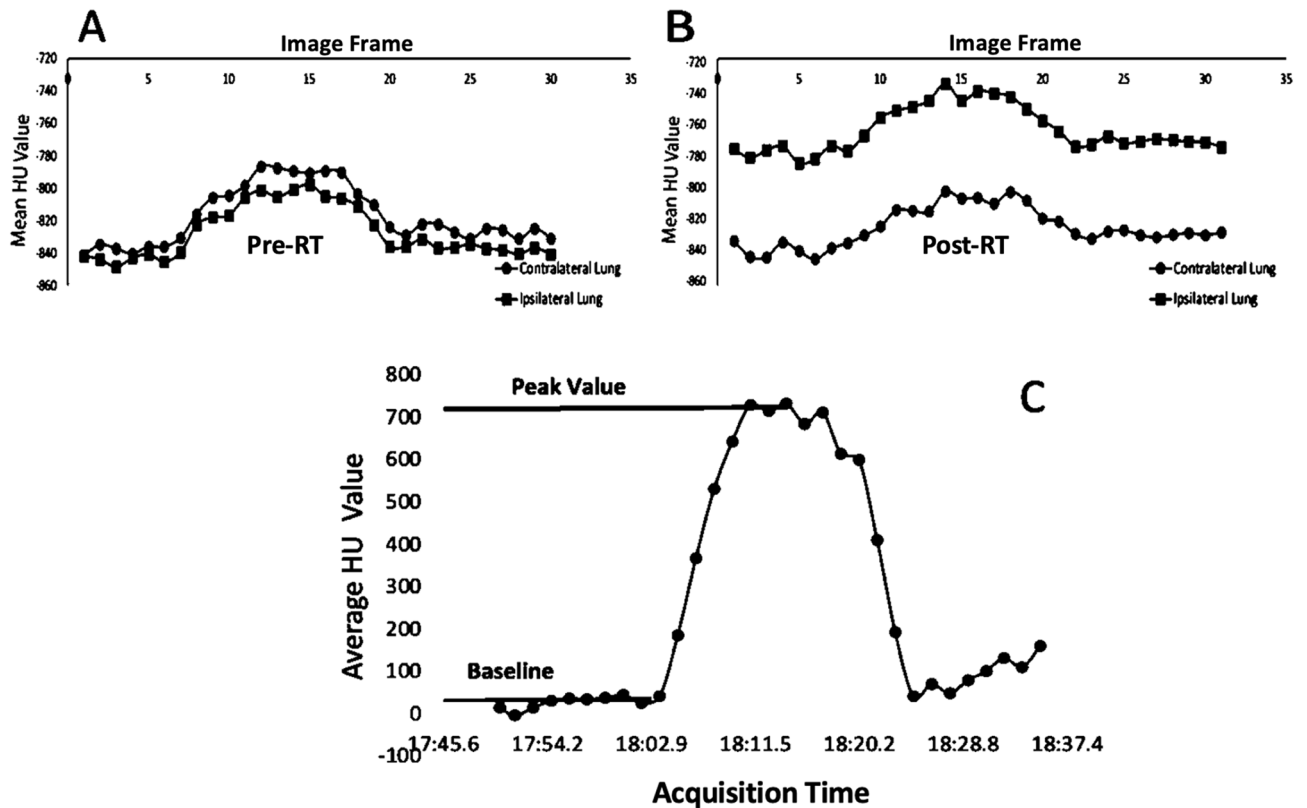 A
Image Frame
-720
0 5 10 15 20 25 30 35
-740
-760
-780
-800
-820
-840
-860
Mean HU Value
Pre-RT
Contralateral Lung
Ipsilateral Lung
B
Image Frame
-720
0 5 10 15 20 25 30 35
-740
-760
-780
-800
-820
-840
-860
Mean HU Value
Post-RT
Contralateral Lung
Ipsilateral Lung
C
800
700
600
500
400
300
200
100
0
-100
Average HU Value
Peak Value
Baseline
17:45.6 17:54.2 18:02.9 18:11.5 18:20.2 18:28.8 18:37.4
Acquisition Time